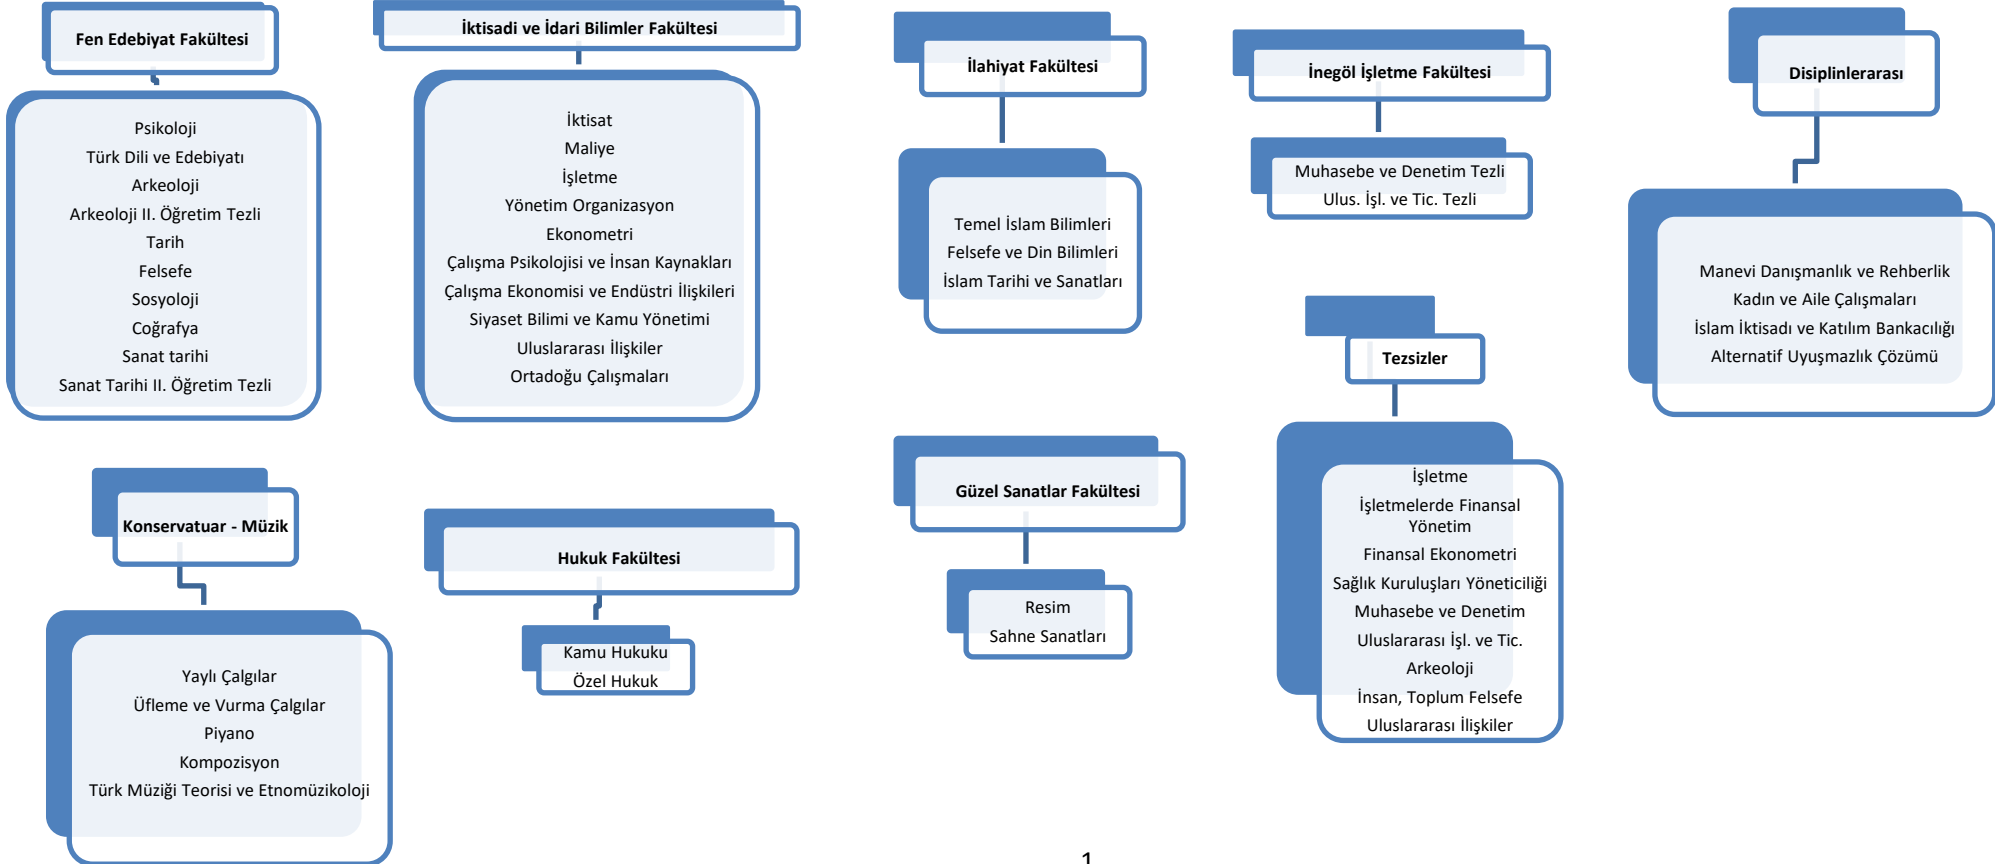 Fen Edebiyat Fakültesi
Psikoloji
Türk Dili ve Edebiyatı
Arkeoloji
Arkeoloji II. Öğretim Tezli
Tarih
Felsefe
Sosyoloji
Coğrafya
Sanat tarihi
Sanat Tarihi II. Öğretim Tezli
İktisadi ve İdari Bilimler Fakültesi
İktisat
Maliye
İşletme
Yönetim Organizasyon
Ekonometri
Çalışma Psikolojisi ve İnsan Kaynakları
Çalışma Ekonomisi ve Endüstri İlişkileri
Siyaset Bilimi ve Kamu Yönetimi
Uluslararası İlişkiler
Ortadoğu Çalışmaları
İlahiyat Fakültesi
Temel İslam Bilimleri
Felsefe ve Din Bilimleri
İslam Tarihi ve Sanatları
İnegöl İşletme Fakültesi
Muhasebe ve Denetim Tezli
Ulus. İşl. ve Tic. Tezli
Disiplinlerarası
Manevi Danışmanlık ve Rehberlik
Kadın ve Aile Çalışmaları
İslam İktisadı ve Katılım Bankacılığı
Alternatif Uyuşmazlık Çözümü
Konservatuar - Müzik
Yaylı Çalgılar
Üfleme ve Vurma Çalgılar
Piyano
Kompozisyon
Türk Müziği Teorisi ve Etnomüzikoloji
Hukuk Fakültesi
Kamu Hukuku
Özel Hukuk
Güzel Sanatlar Fakültesi
Resim
Sahne Sanatları
Tezsizler
İşletme
İşletmelerde Finansal
Yönetim
Finansal Ekonometri
Sağlık Kuruluşları Yöneticiliği
Muhasebe ve Denetim
Uluslararası İşl. ve Tic.
Arkeoloji
İnsan, Toplum Felsefe
Uluslararası İlişkiler
1